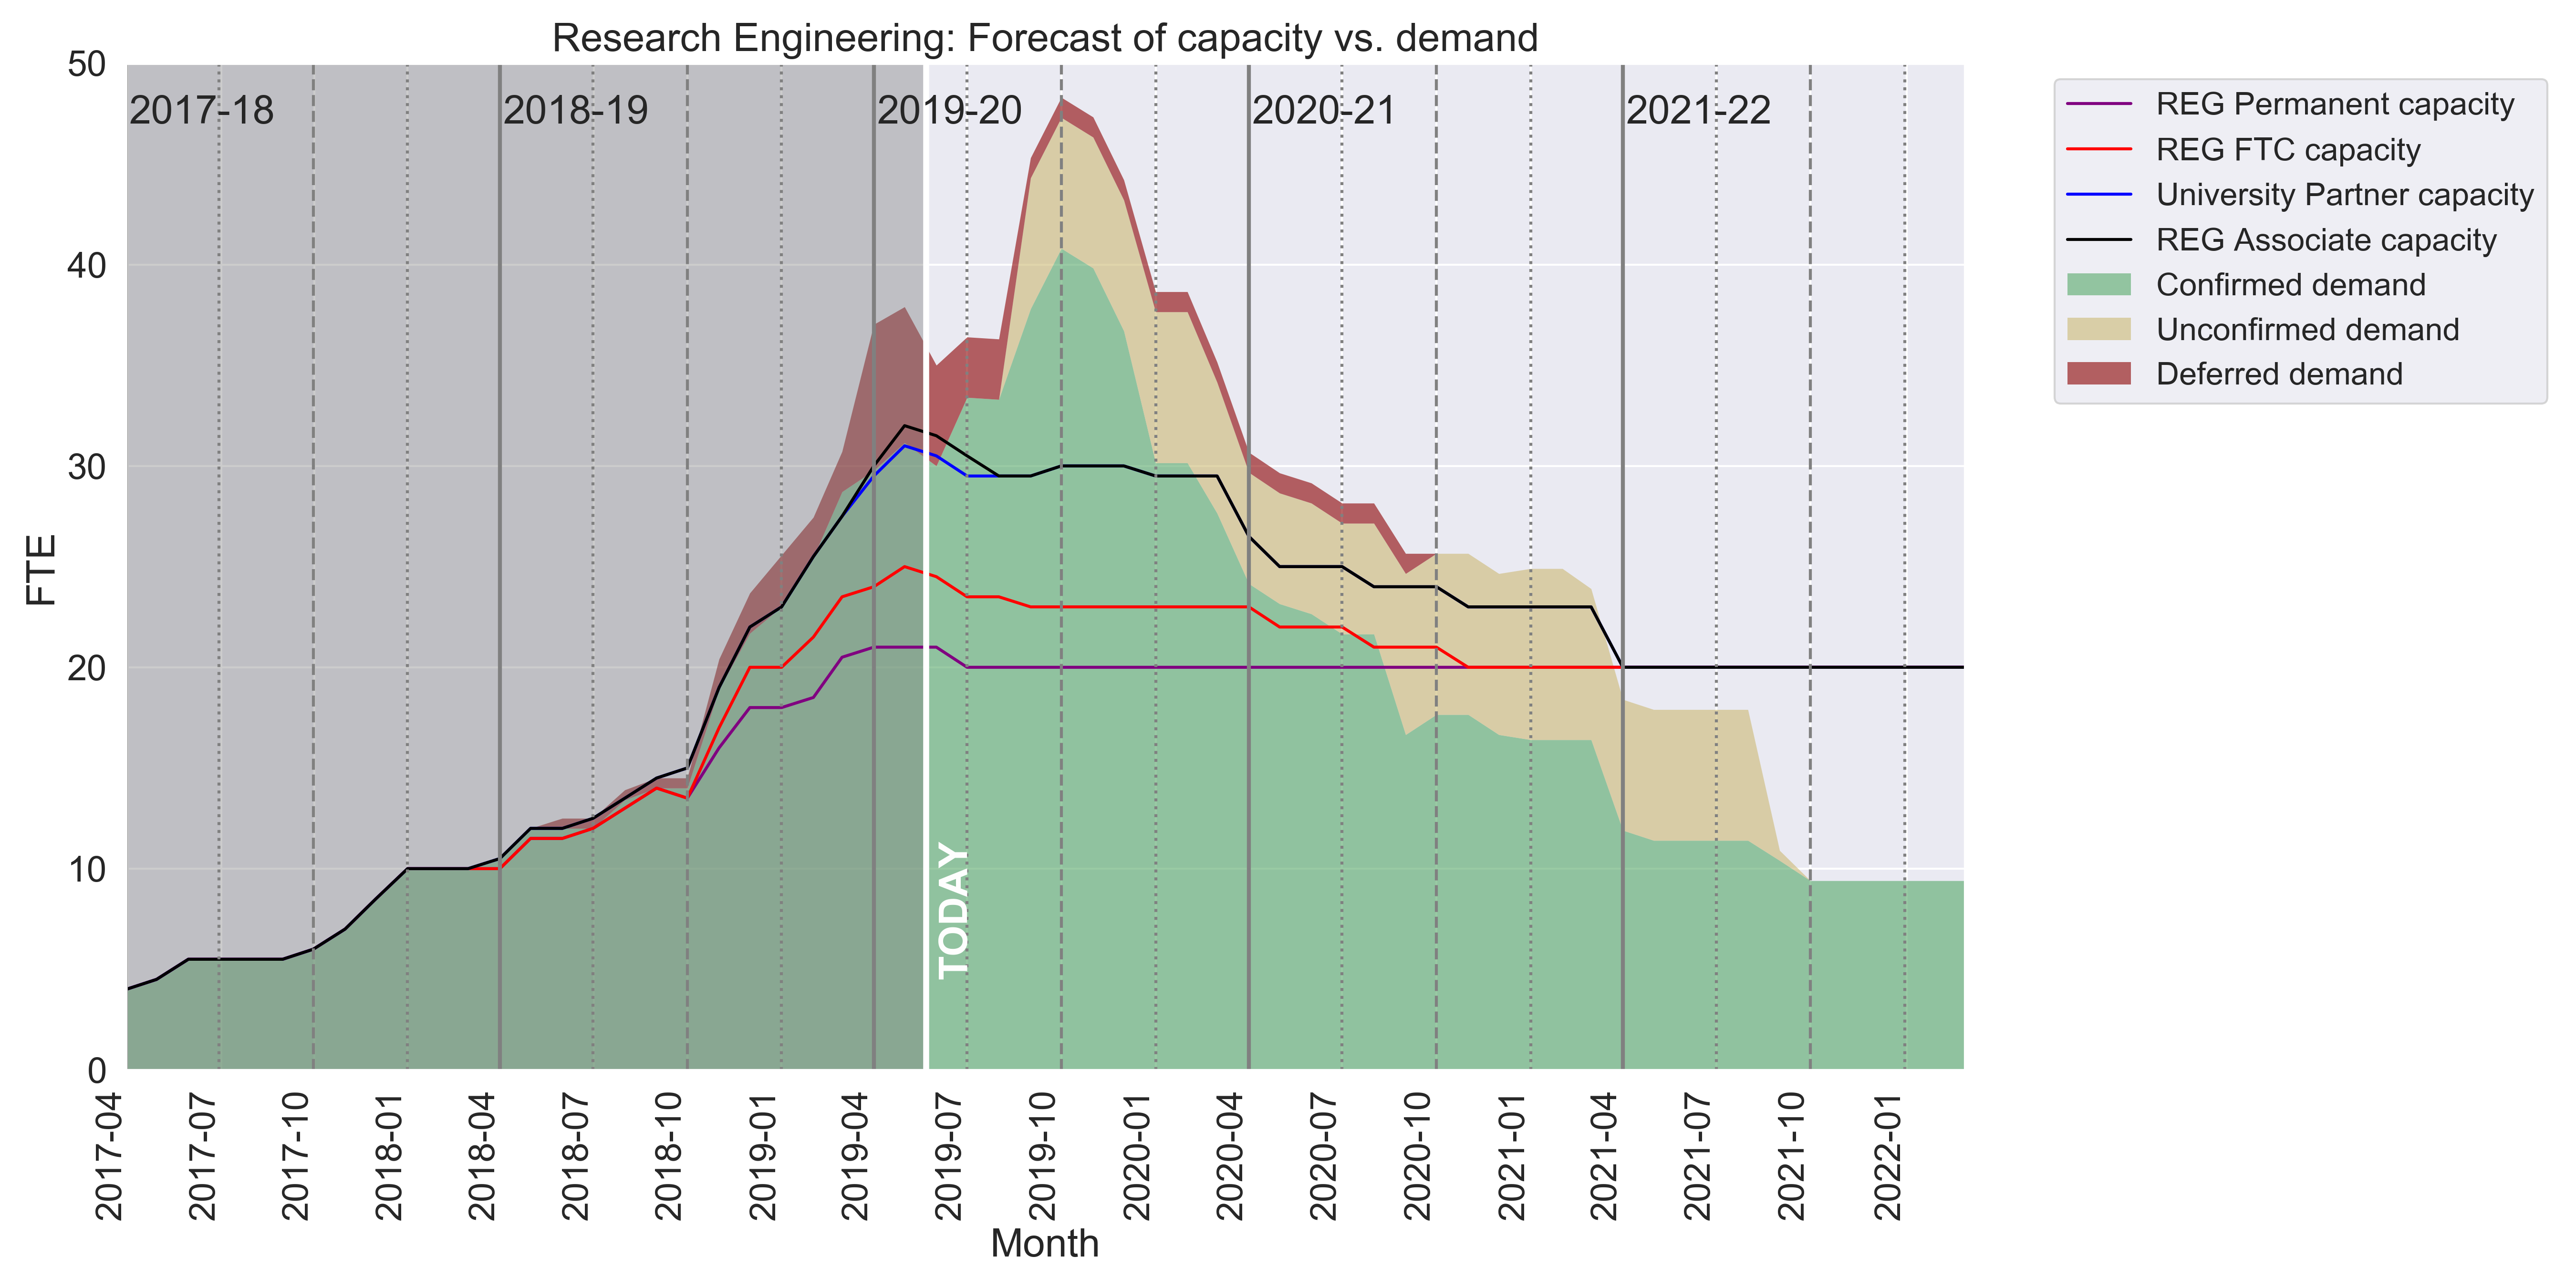 Research Engineering: Forecast of capacity vs. demand
50
40
30
20
10
0
FTE
2017-18
2018-19
2019-20
2020-21
2021-22
TODAY
2017-04
2017-07
2017-10
2018-01
2018-04
2018-07
2018-10
2019-01
2019-04
2019-07
2019-10
2020-01
2020-04
2020-07
2020-10
2021-01
2021-04
2021-07
2021-10
2022-01
Month
REG Permanent capacity
REG FTC capacity
University Partner capacity
REG Associate capacity
Confirmed demand
Unconfirmed demand
Deferred demand